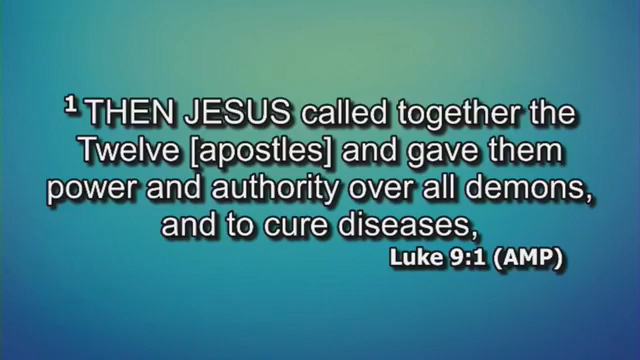 1 THEN JESUS called together the
Twelve [apostles] and gave them
power and authority over all demons,
and to cure diseases,
Luke 9:1 (AMP)